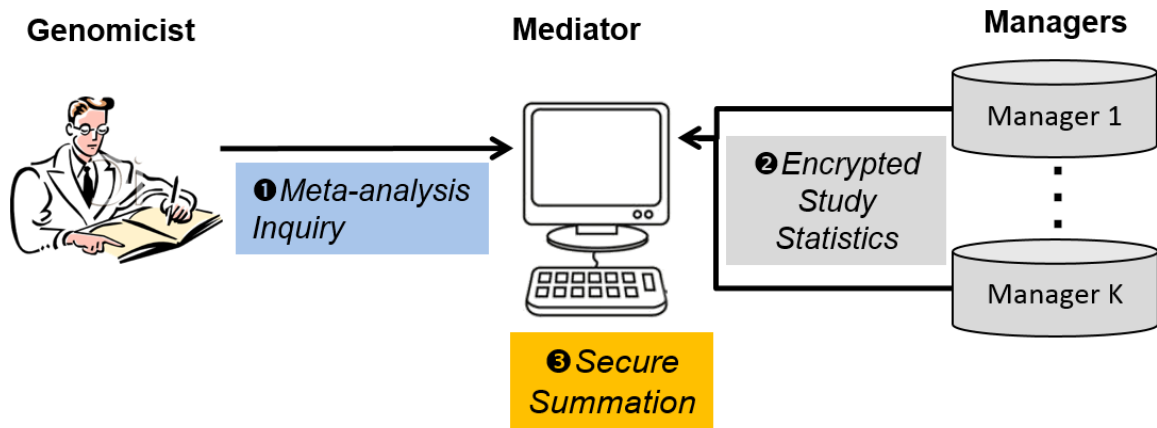 Genomicist
Mediator
Managers
❶Meta-analysis
Inquiry
❷Encrypted
Study
Statistics
Manager 1
Manager K
❸Secure
Summation